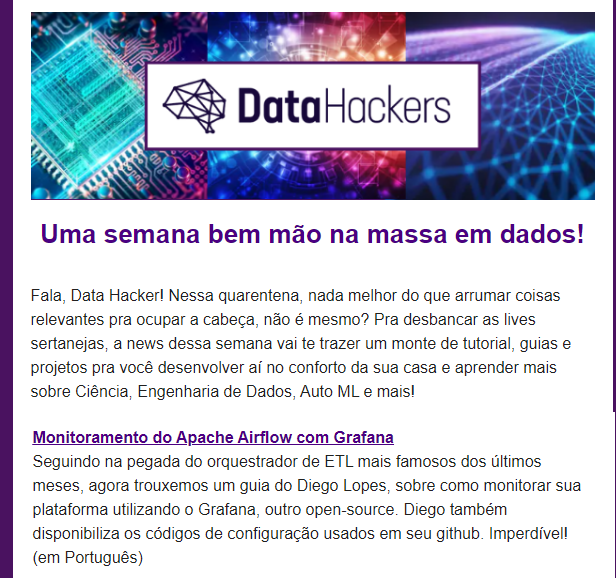 DataHackers
Uma semana bem mão na massa em dados!
Fala, Data Hacker! Nessa quarentena, nada melhor do que arrumar coisas
relevantes pra ocupar a cabeça, não é mesmo? Pra desbancar as lives
sertanejas, a news dessa semana vai te trazer um monte de tutorial, guias e
projetos pra você desenvolver aí no conforto da sua casa e aprender mais
sobre Ciência, Engenharia de Dados, Auto ML e mais!
Monitoramento do Apache Airflow com Grafana
Seguindo na pegada do orquestrador de ETL mais famosos dos últimos
meses, agora trouxemos um guia do Diego Lopes, sobre como monitorar sua
plataforma utilizando o Grafana, outro open-source. Diego também
disponibiliza os códigos de configuração usados em seu github. Imperdível!
(em Português)